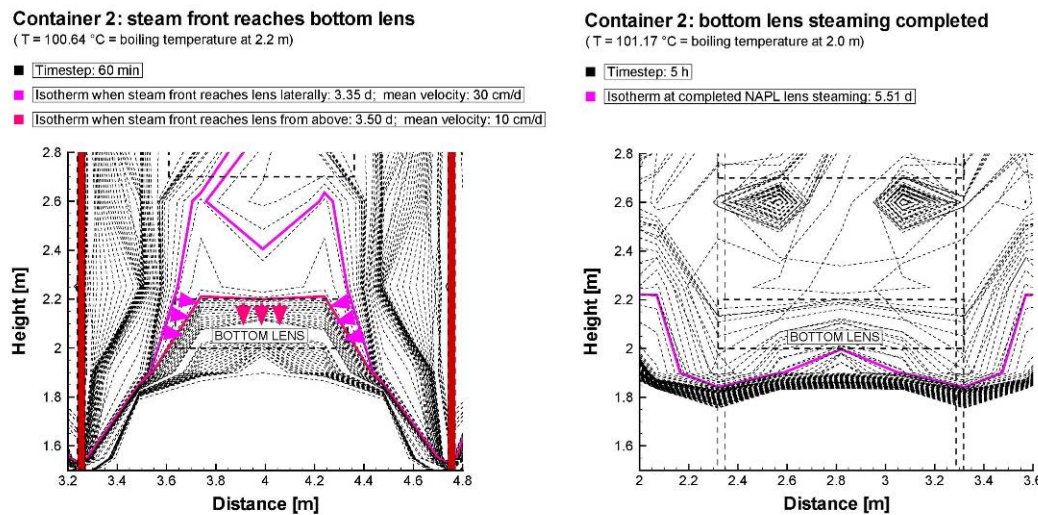 Container 2: steam front reaches bottom lens
( T = 100.64 °C = boiling temperature at 2.2 m)
Timestep: 60 min
Isotherm when steam front reaches lens laterally: 3.35 d; mean velocity: 30 cm/d
Isotherm when steam front reaches lens from above: 3.50 d; mean velocity: 10 cm/d
2.8
2.6
2.4
2.2
2
1.8
1.6
Height [m]
BOTTOM LENS
3.2 3.4 3.6 3.8 4 4.2 4.4 4.6 4.8
Distance [m]
Container 2: bottom lens steaming completed
( T = 101.17 °C = boiling temperature at 2.0 m)
Timestep: 5 h
Isotherm at completed NAPL lens steaming: 5.51 d
2.8
2.6
2.4
2.2
2
1.8
1.6
Height [m]
BOTTOM LENS
2 2.2 2.4 2.6 2.8 3 3.2 3.4 3.6
Distance [m]